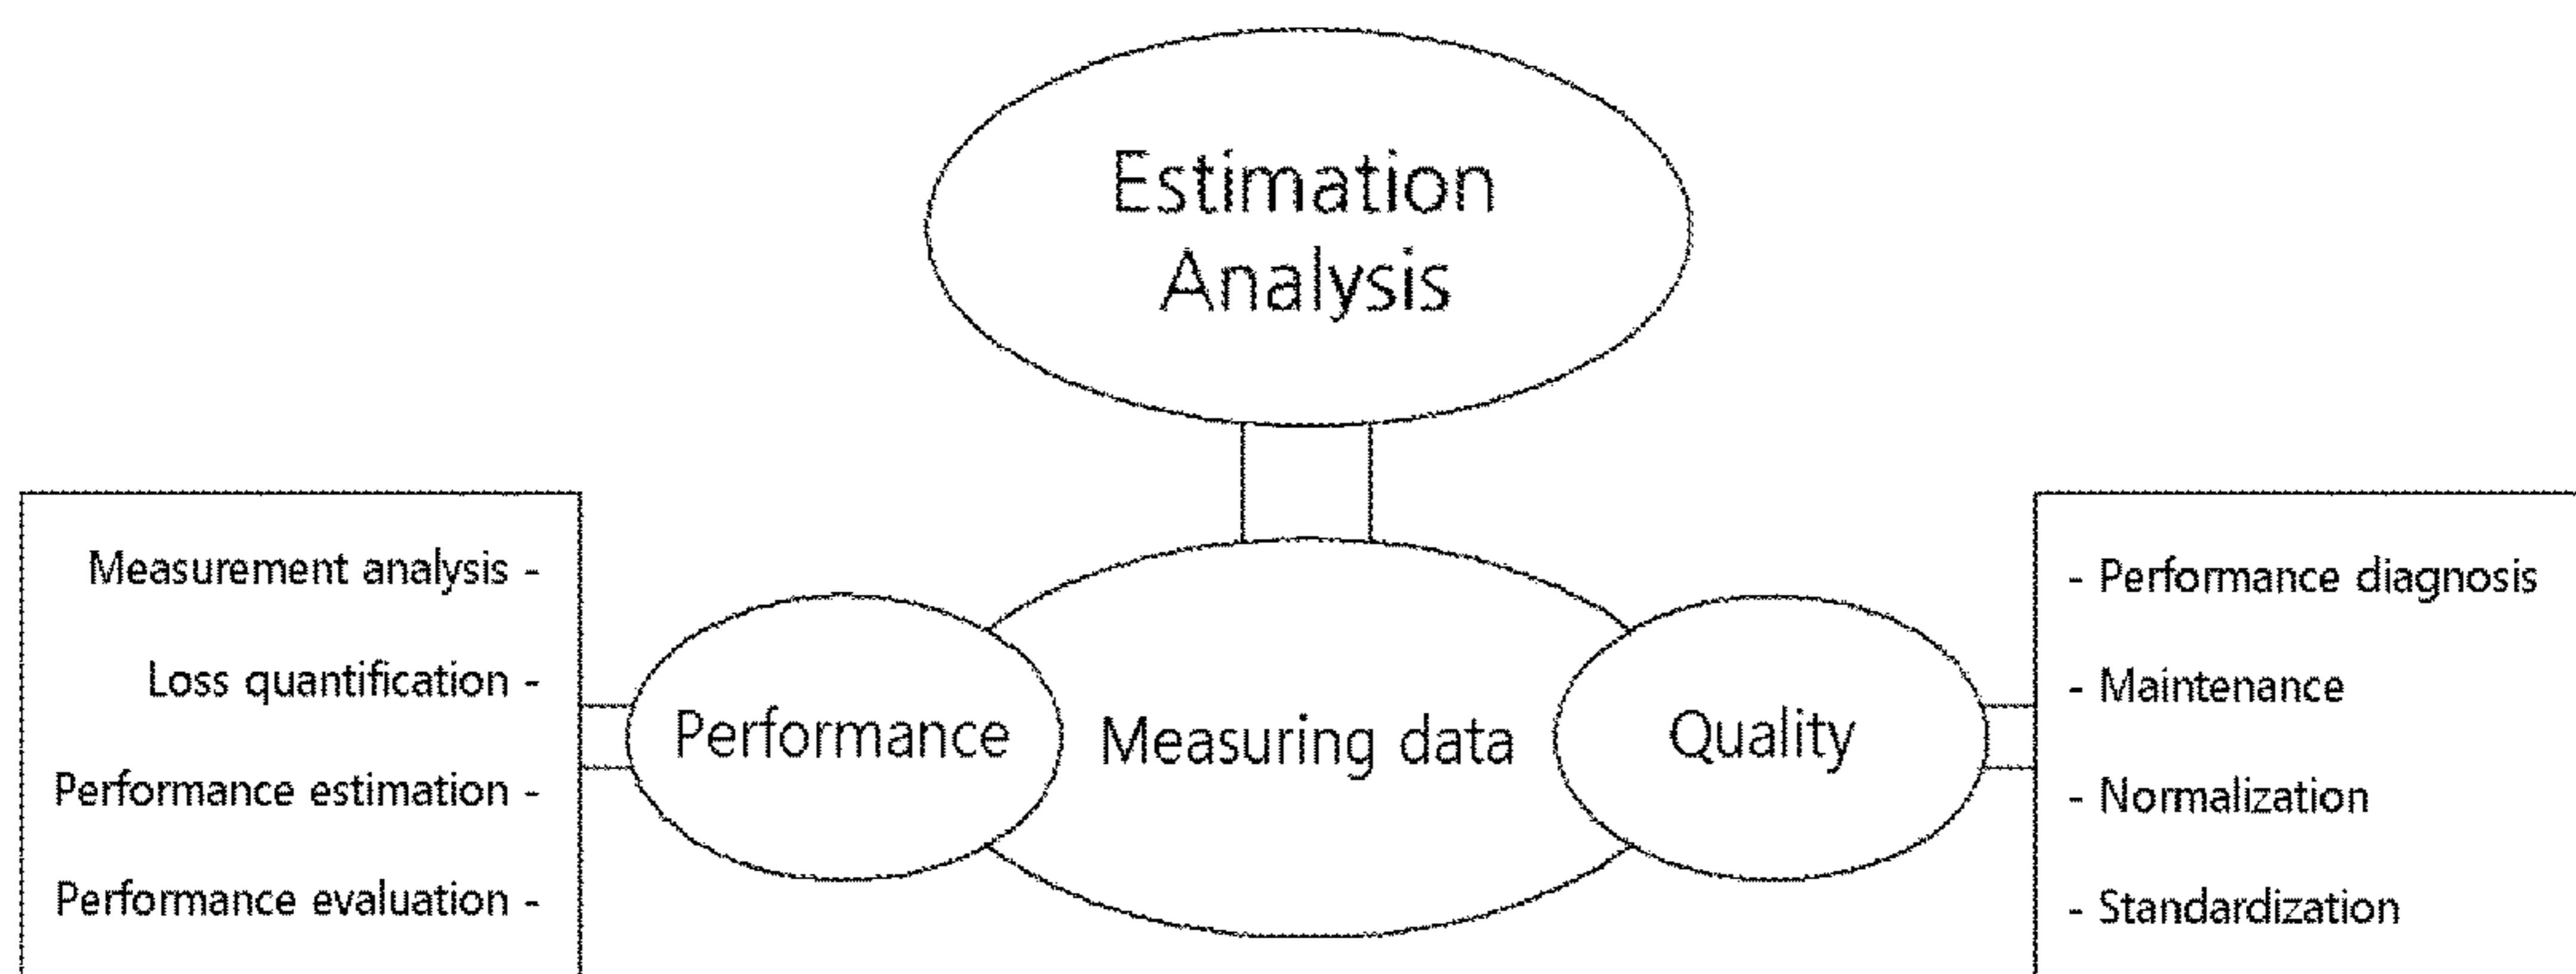 Estimation
Analysis
Measurement analysis -
Loss quantification -
Performance estimation -
Performance evaluation -
Performance
Measuring data
Quality
- Performance diagnosis
- Maintenance
- Normalization
- Standardization